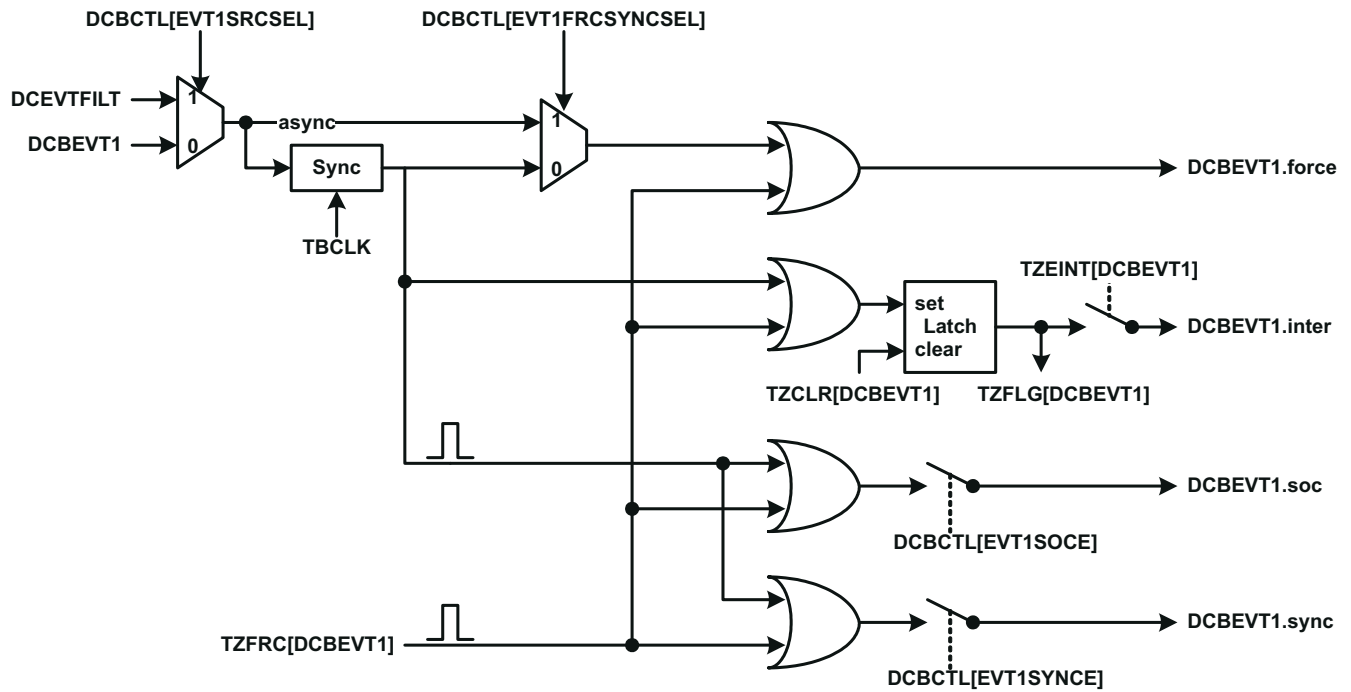 DCBCTL[EVT1SRCSEL]
DCBCTL[EVT1FRCSYNCSEL]
DCEVTFILT
1
async
1
DCBEVT1
0
Sync
0
DCBEVT1.force
TBCLK
TZEINT[DCBEVT1]
set
Latch
clear
DCBEVT1.inter
TZCLR[DCBEVT1]
TZFLG[DCBEVT1]
DCBEVT1.soc
DCBCTL[EVT1SOCE]
DCBEVT1.sync
TZFRC[DCBEVT1]
DCBCTL[EVT1SYNCE]